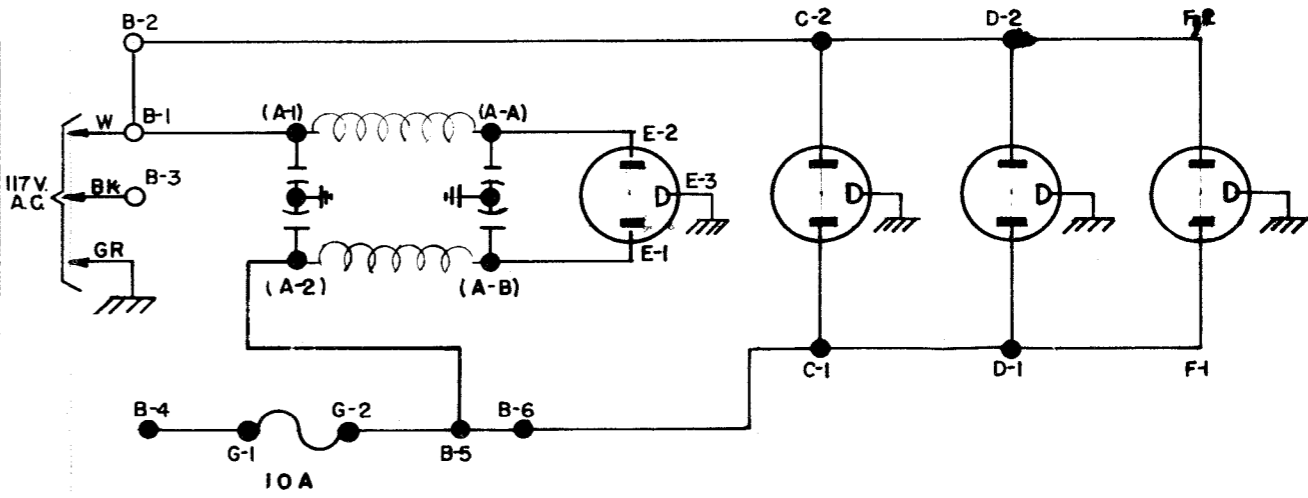 B-2
C-2
D-2
W
B-1
(A-1)
(A-A)
E-2
117V.
A.C.
BK
B-3
E-3
D
D
D
D
GR
E-1
(A-2)
(A-B)
C-1
D-1
F-1
B-4
G-2
B-6
G-1
B-5
10A